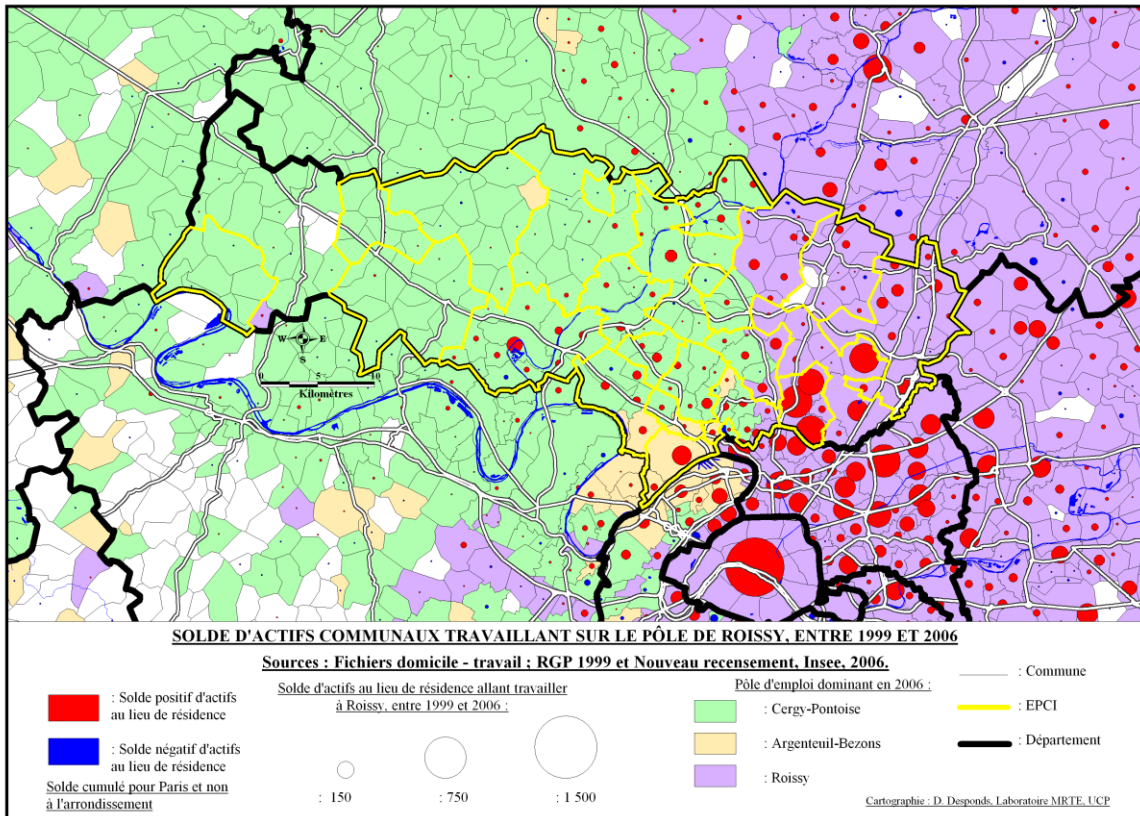 W E
S
0 5 10
Kilomètres
SOLDE D'ACTIFS COMMUNAUX TRAVAILLANT SUR LE PÔLE DE ROISSY, ENTRE 1999 ET 2006
Sources : Fichiers domicile - travail ; RGP 1999 et Nouveau recensement, Insee, 2006.
: Solde positif d'actifs
au lieu de résidence
: Solde négatif d'actifs
au lieu de résidence
Solde cumulé pour Paris et non
à l'arrondissement
Solde d'actifs au lieu de résidence allant travailler
à Roissy, entre 1999 et 2006 :
: 150 : 750 : 1 500
Pôle d'emploi dominant en 2006 :
: Cergy-Pontoise
: Argenteuil-Bezons
: Roissy
: Commune
: EPCI
: Département
Cartographie : D. Desponds, Laboratoire MRTE, UCP